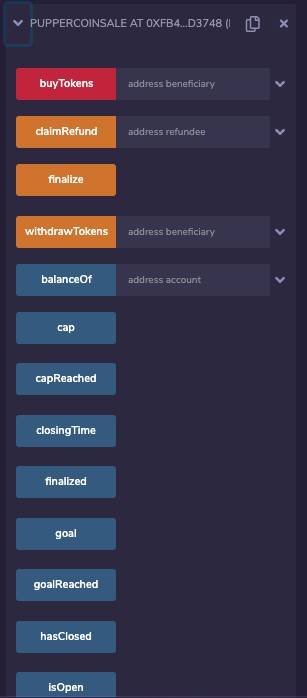 PUPPERCOINSALE AT 0XFB4...D3748 (
buyTokens address beneficiary
claimRefund address refundee
finalize
withdrawTokens address beneficiary
balanceOf address account
cap
capReached
closingTime
finalized
goal
goalReached
hasClosed
isOpen